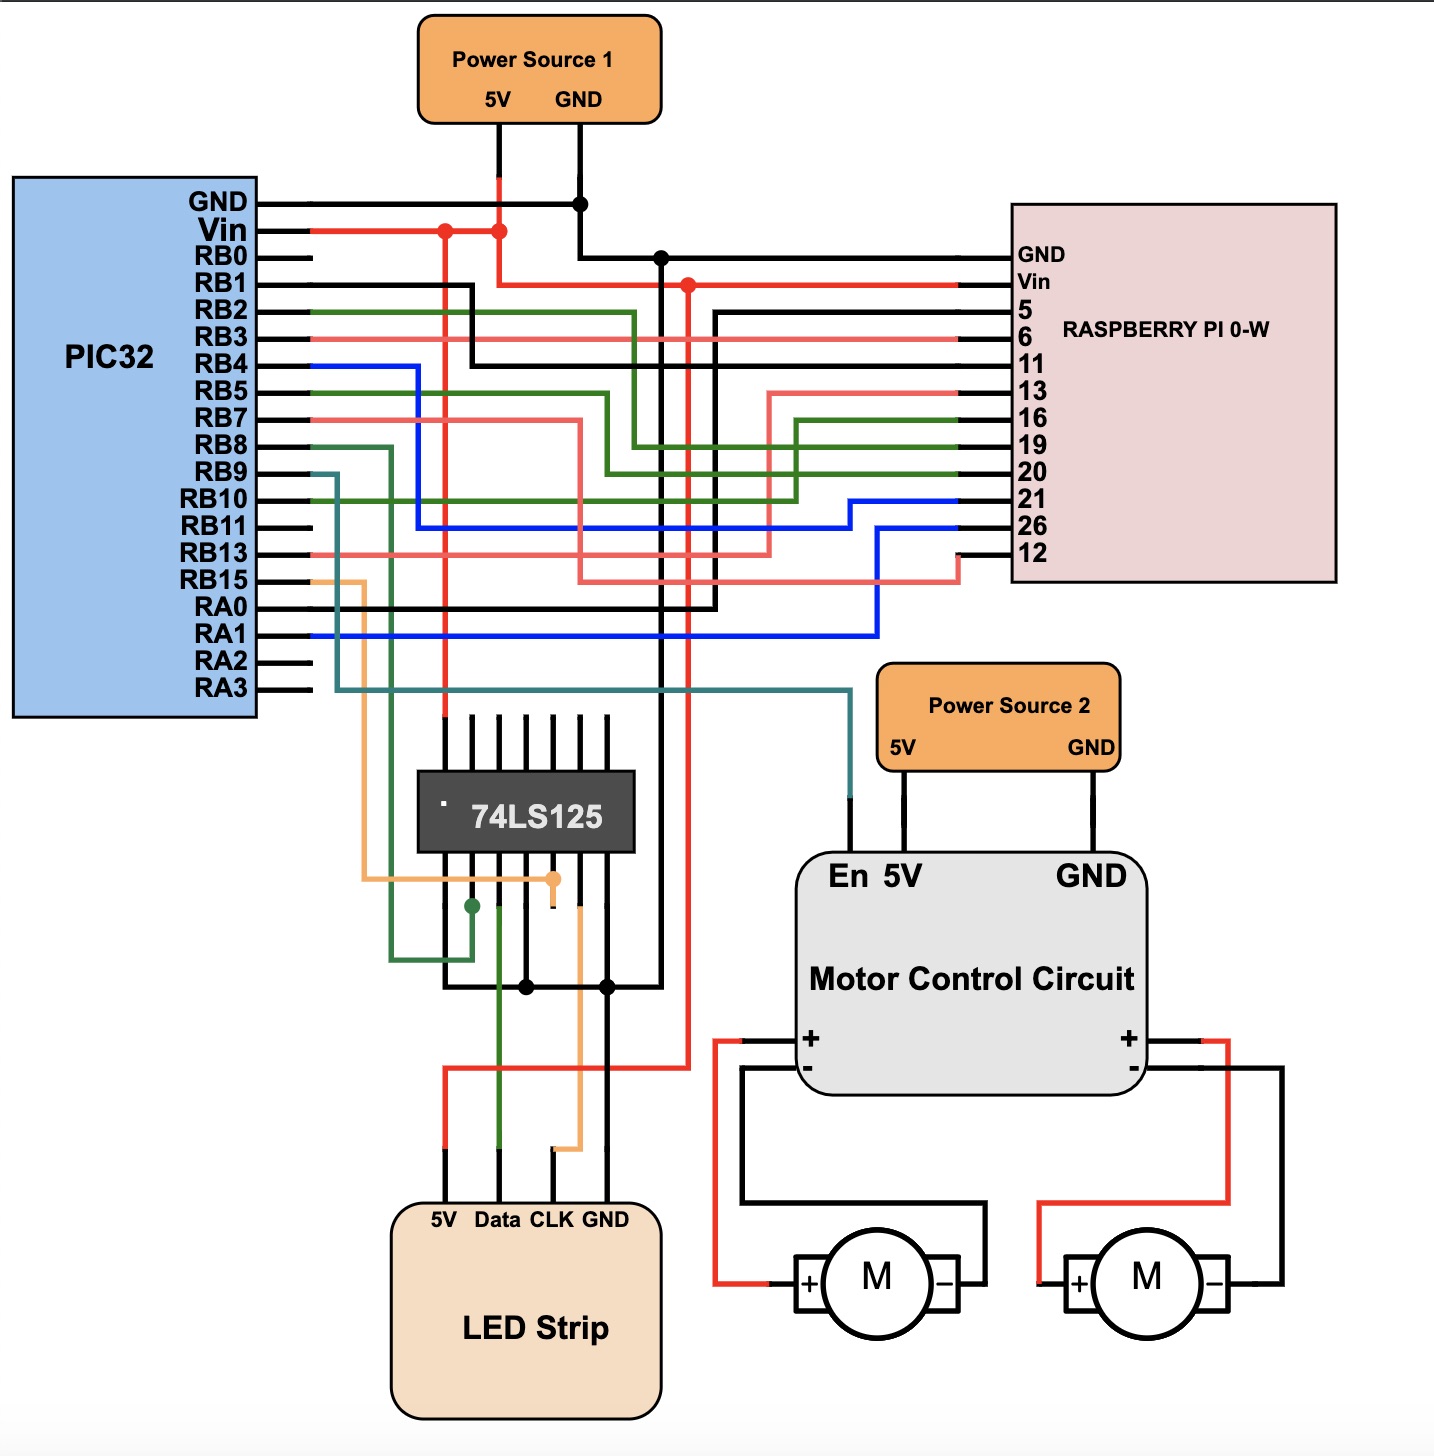 Power Source 1
5V GND
PIC32
GND
Vin
RB0
RB1
RB2
RB3
RB4
RB5
RB7
RB8
RB9
RB10
RB11
RB13
RB15
RA0
RA1
RA2
RA3
RASPBERRY PI 0-W
GND
Vin
5
6
11
13
16
19
20
21
26
12
74LS125
Power Source 2
5V GND
En 5V GND
Motor Control Circuit
+ +
- -
5V Data CLK GND
LED Strip
+ M −
+ M −